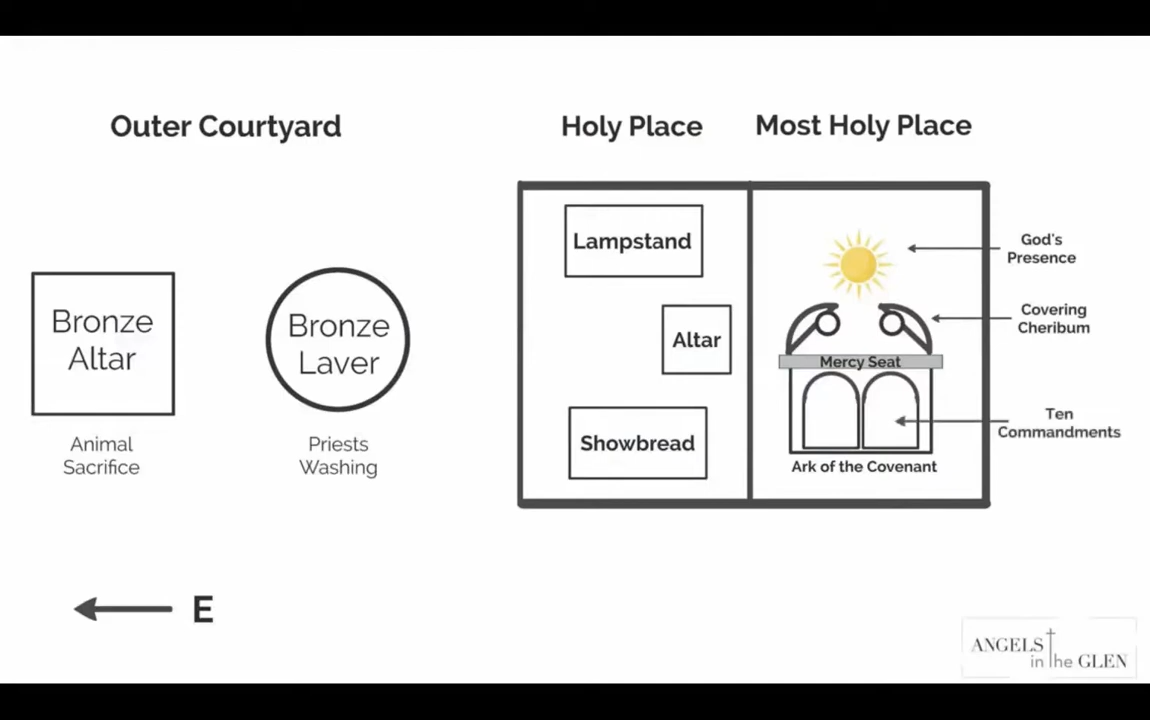 Outer Courtyard
Holy Place
Most Holy Place
Bronze
Altar
Animal
Sacrifice
Bronze
Laver
Priests
Washing
Lampstand
Altar
Showbread
God's
Presence
Covering
Cheribum
Mercy Seat
Ten
Commandments
Ark of the Covenant
E
ANGELS
in the GLEN